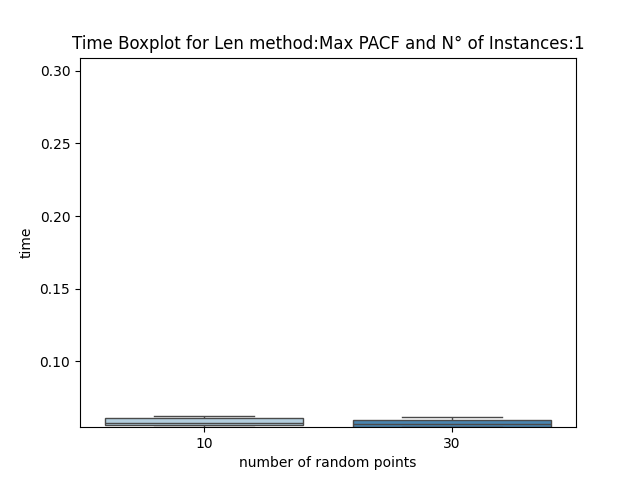 Time Boxplot for Len method:Max PACF and N° of Instances:1
0.30
0.25
0.20
0.15
0.10
time
10
30
number of random points